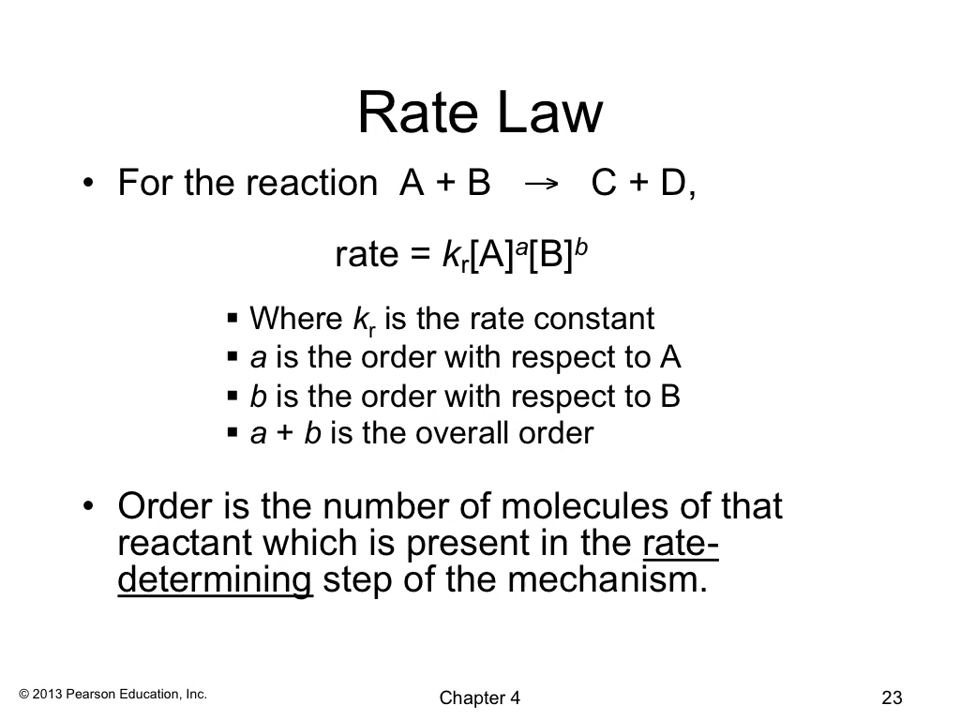 Rate Law
• For the reaction A + B → C + D,
rate = kᵣ[A]ᵃ[B]ᵇ
▪ Where kᵣ is the rate constant
▪ a is the order with respect to A
▪ b is the order with respect to B
▪ a + b is the overall order
• Order is the number of molecules of that
reactant which is present in the rate-
determining step of the mechanism.
© 2013 Pearson Education, Inc.
Chapter 4
23